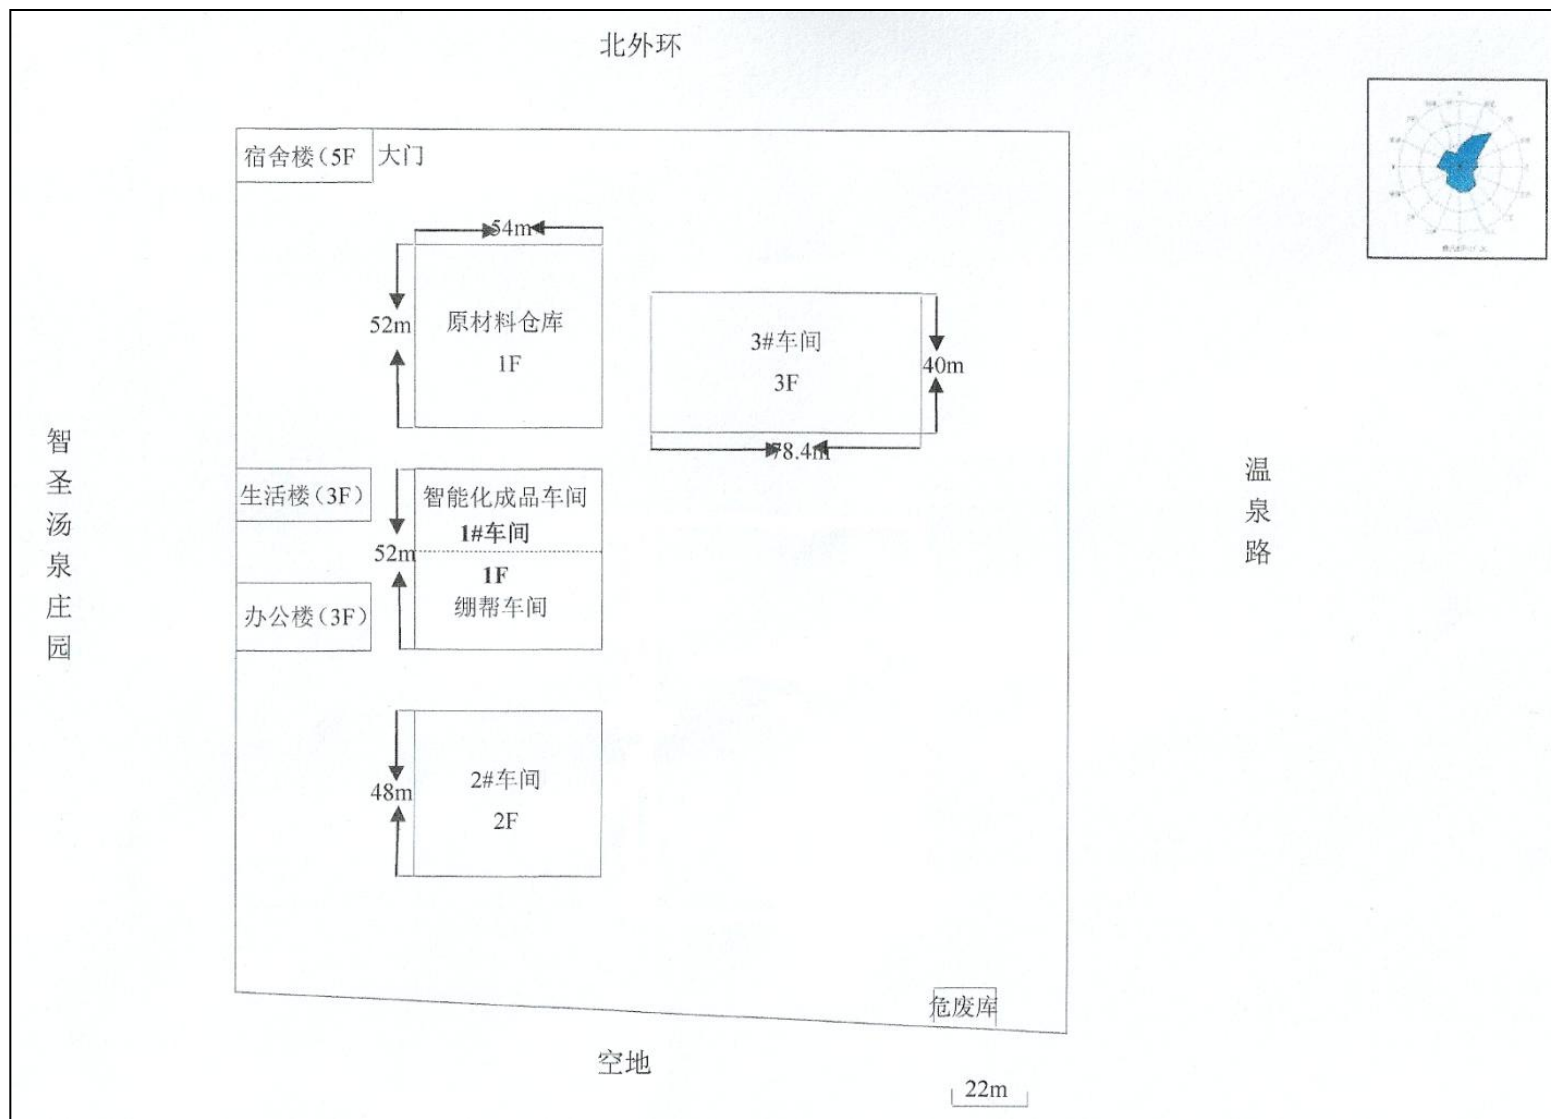 北外环
宿舍楼（5F
大门
54m
52m
原材料仓库
1F
3#车间
3F
40m
78.4m
智圣汤泉庄园
温泉路
生活楼（3F）
智能化成品车间
1#车间
52m
1F
绷帮车间
办公楼（3F）
2#车间
48m
2F
危废库
空地
22m